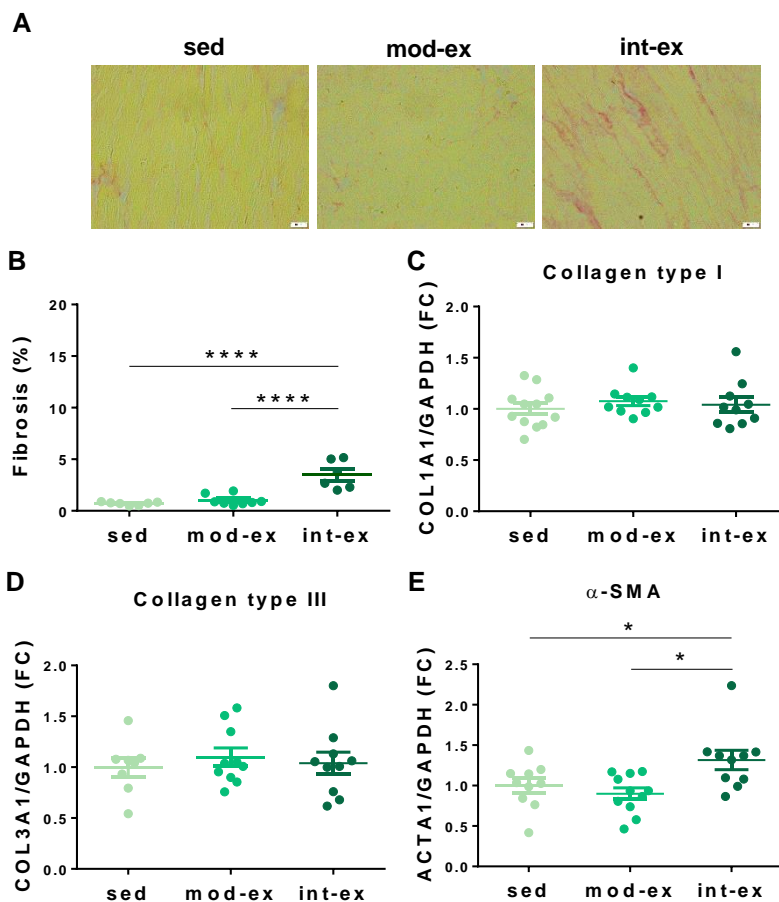 A
sed mod-ex int-ex
B
Fibrosis (%)
20
15
10
5
0
****
****
sed mod-ex int-ex
C
Collagen type I
COL1A1/GAPDH (FC)
2.0
1.5
1.0
0.5
0.0
sed mod-ex int-ex
D
Collagen type III
COL3A1/GAPDH (FC)
2.0
1.5
1.0
0.5
0.0
sed mod-ex int-ex
E
α-SMA
ACTA1/GAPDH (FC)
2.5
2.0
1.5
1.0
0.5
0.0
*
*
sed mod-ex int-ex